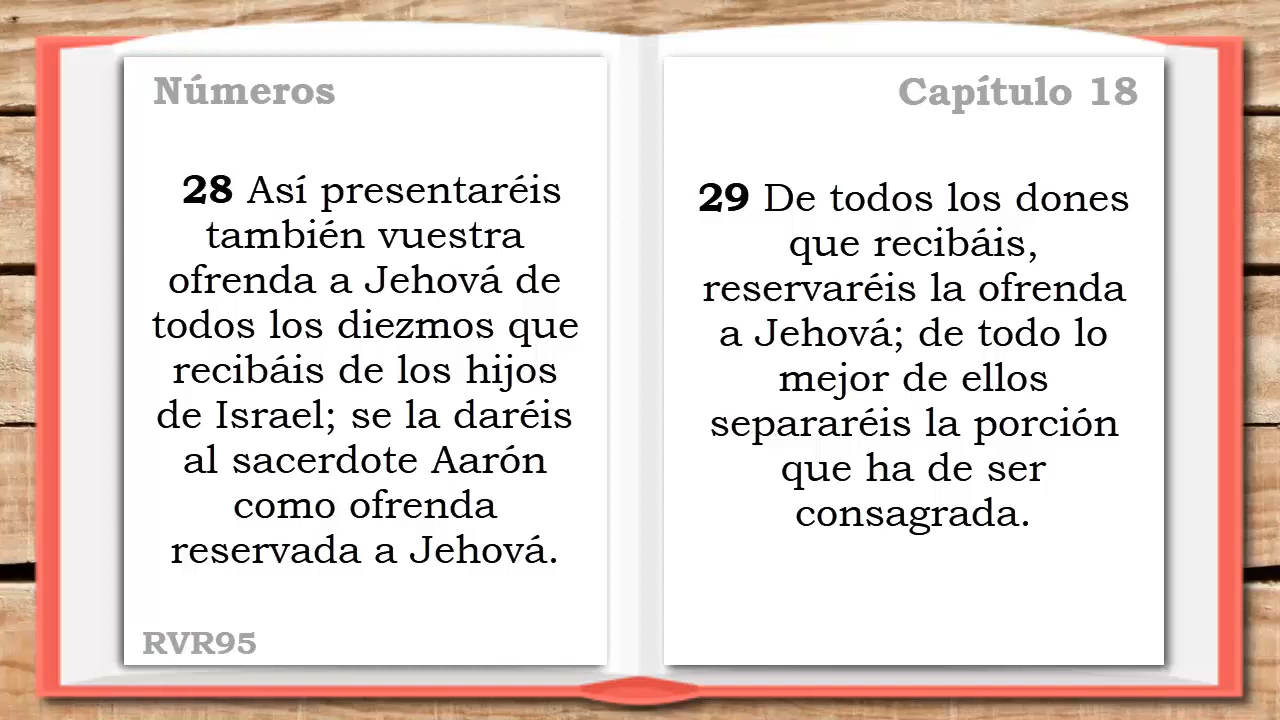 Números
28 Así presentaréis
también vuestra
ofrenda a Jehová de
todos los diezmos que
recibáis de los hijos
de Israel; se la daréis
al sacerdote Aarón
como ofrenda
reservada a Jehová.
RVR95
Capítulo 18
29 De todos los dones
que recibáis,
reservaréis la ofrenda
a Jehová; de todo lo
mejor de ellos
separaréis la porción
que ha de ser
consagrada.